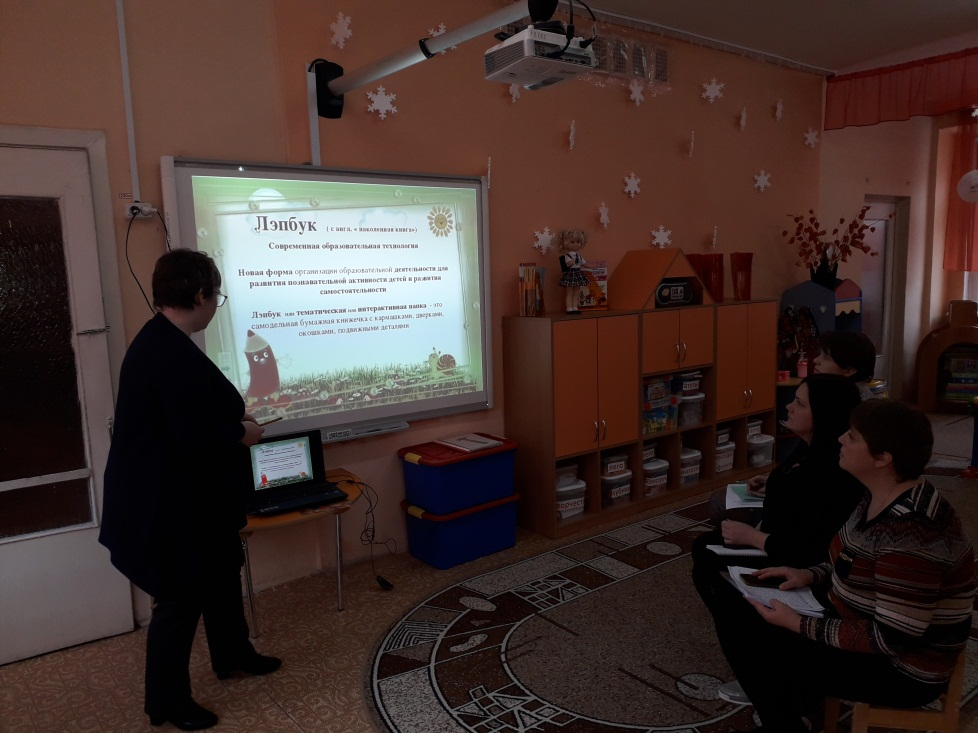 Лэпбук ( с анга. « наколенная книга»)
Современная образовательная технология
Новая форма организации образовательной деятельности для
развития познавательной активности детей и развития
самостоятельности
Лэпбук или тематическая или интерактивная папка - это
самодельная бумажная книжечка с кармашками, дверками,
окошками, подвижными деталями